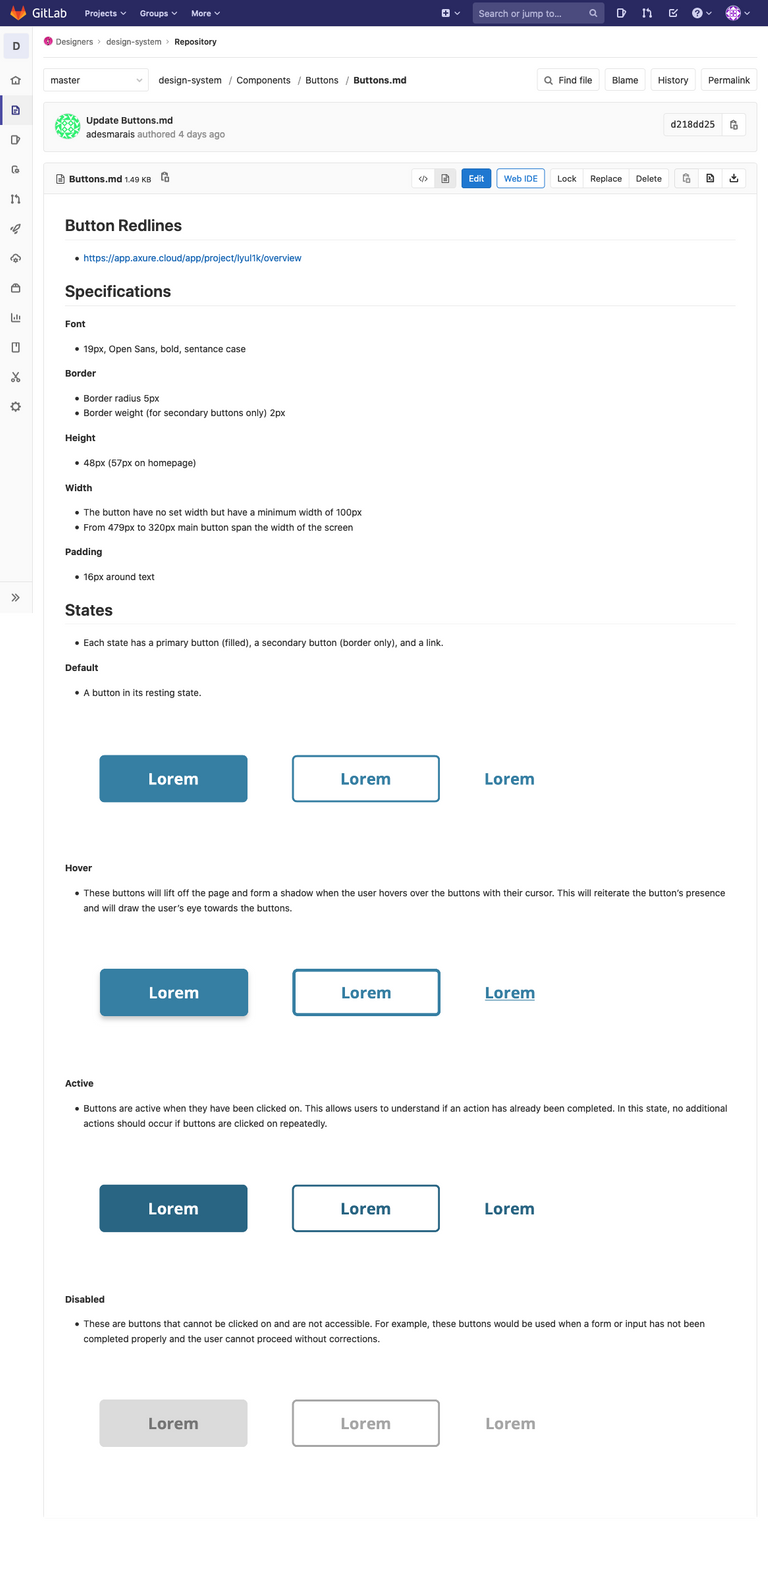 GitLab Projects Groups More Search or jump to...
D Designers › design-system › Repository
master design-system / Components / Buttons / Buttons.md Find file Blame History Permalink
Update Buttons.md
adesmarais authored 4 days ago
d218dd25
Buttons.md 1.49 KB </> Edit Web IDE Lock Replace Delete
Button Redlines
• https://app.axure.cloud/app/project/lyul1k/overview
Specifications
Font
• 19px, Open Sans, bold, sentance case
Border
• Border radius 5px
• Border weight (for secondary buttons only) 2px
Height
• 48px (57px on homepage)
Width
• The button have no set width but have a minimum width of 100px
• From 479px to 320px main button span the width of the screen
Padding
• 16px around text
States
• Each state has a primary button (filled), a secondary button (border only), and a link.
Default
• A button in its resting state.
Lorem Lorem Lorem
Hover
• These buttons will lift off the page and form a shadow when the user hovers over the buttons with their cursor. This will reiterate the button's presence
and will draw the user's eye towards the buttons.
Lorem Lorem Lorem
Active
• Buttons are active when they have been clicked on. This allows users to understand if an action has already been completed. In this state, no additional
actions should occur if buttons are clicked on repeatedly.
Lorem Lorem Lorem
Disabled
• These are buttons that cannot be clicked on and are not accessible. For example, these buttons would be used when a form or input has not been
completed properly and the user cannot proceed without corrections.
Lorem Lorem Lorem